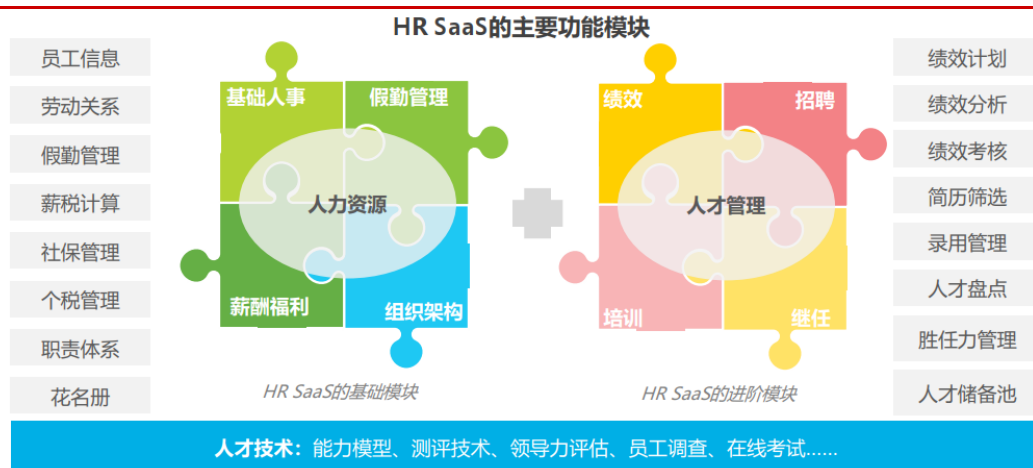 HR SaaS的主要功能模块
员工信息
劳动关系
假勤管理
薪税计算
社保管理
个税管理
职责体系
花名册
基础人事
假勤管理
人力资源
薪酬福利
组织架构
HR SaaS的基础模块
绩效
招聘
人才管理
培训
继任
HR SaaS的进阶模块
绩效计划
绩效分析
绩效考核
简历筛选
录用管理
人才盘点
胜任力管理
人才储备池
人才技术：能力模型、测评技术、领导力评估、员工调查、在线考试......